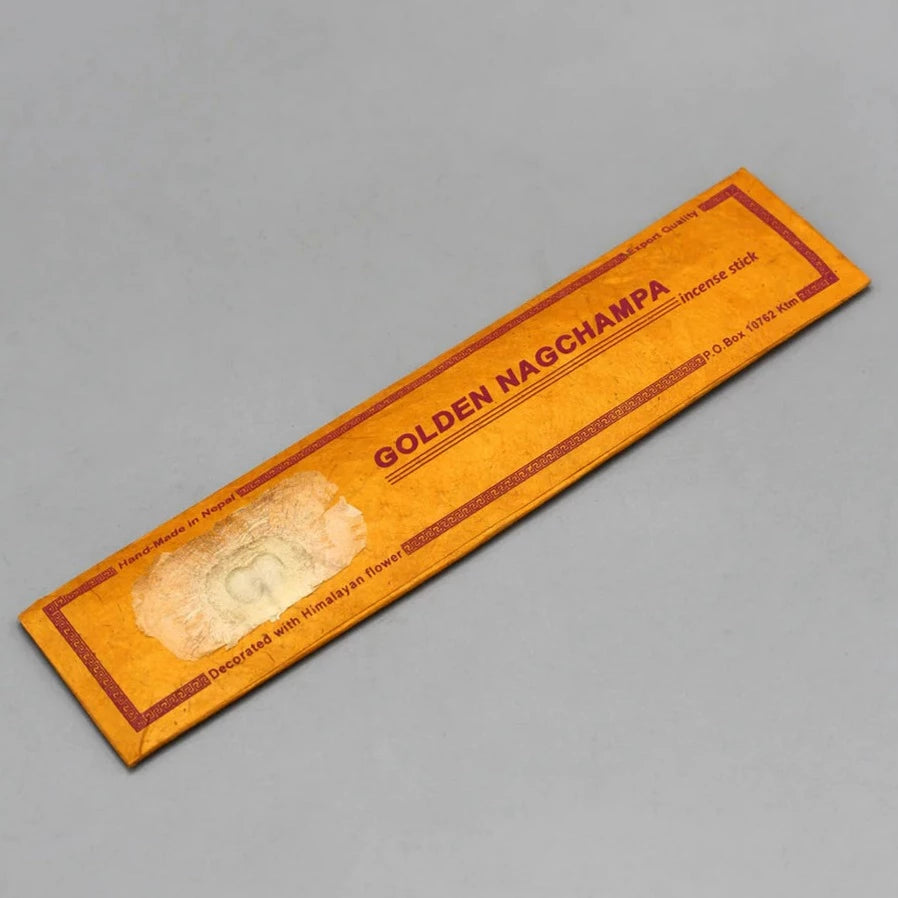 Hand-Made in Nepal
Export Quality
GOLDEN NAGCHAMPA
incense stick
Decorated with Himalayan flower
P.O.Box 10762 Ktm